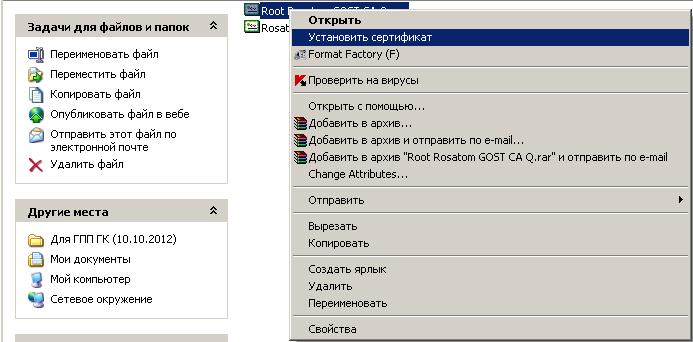 Задачи для файлов и папок
Переименовать файл
Переместить файл
Копировать файл
Опубликовать файл в вебе
Отправить этот файл по
электронной почте
Удалить файл
Другие места
Для ГПП ГК (10.10.2012)
Мои документы
Мой компьютер
Сетевое окружение
Root Rosatom GOST CA Q
Rosat
Открыть
Установить сертификат
Format Factory (F)
Проверить на вирусы
Открыть с помощью...
Добавить в архив...
Добавить в архив и отправить по e-mail...
Добавить в архив "Root Rosatom GOST CA Q.rar" и отправить по e-mail
Change Attributes...
Отправить
Вырезать
Копировать
Создать ярлык
Удалить
Переименовать
Свойства